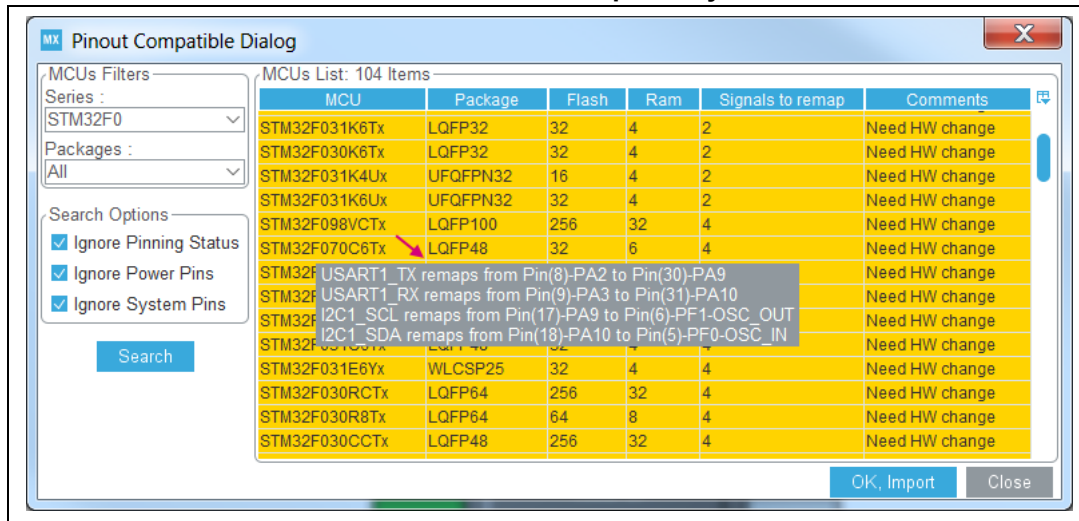 MX Pinout Compatible Dialog X
MCUs Filters
Series :
STM32F0
Packages :
All
Search Options
Ignore Pinning Status
Ignore Power Pins
Ignore System Pins
Search
MCUs List: 104 Items
MCU Package Flash Ram Signals to remap Comments
STM32F031K6Tx LQFP32 32 4 2 Need HW change
STM32F030K6Tx LQFP32 32 4 2 Need HW change
STM32F031K4Ux UFQFPN32 16 4 2 Need HW change
STM32F031K6Ux UFQFPN32 32 4 2 Need HW change
STM32F098VCTx LQFP100 256 32 4 Need HW change
STM32F070C6Tx LQFP48 32 6 4 Need HW change
USART1_TX remaps from Pin(8)-PA2 to Pin(30)-PA9
USART1_RX remaps from Pin(9)-PA3 to Pin(31)-PA10
I2C1_SCL remaps from Pin(17)-PA9 to Pin(6)-PF1-OSC_OUT
I2C1_SDA remaps from Pin(18)-PA10 to Pin(5)-PF0-OSC_IN
Need HW change
Need HW change
Need HW change
Need HW change
STM32F031E6Yx WLCSP25 32 4 4 Need HW change
STM32F030RCTx LQFP64 256 32 4 Need HW change
STM32F030R8Tx LQFP64 64 8 4 Need HW change
STM32F030CCTx LQFP48 256 32 4 Need HW change
OK, Import Close